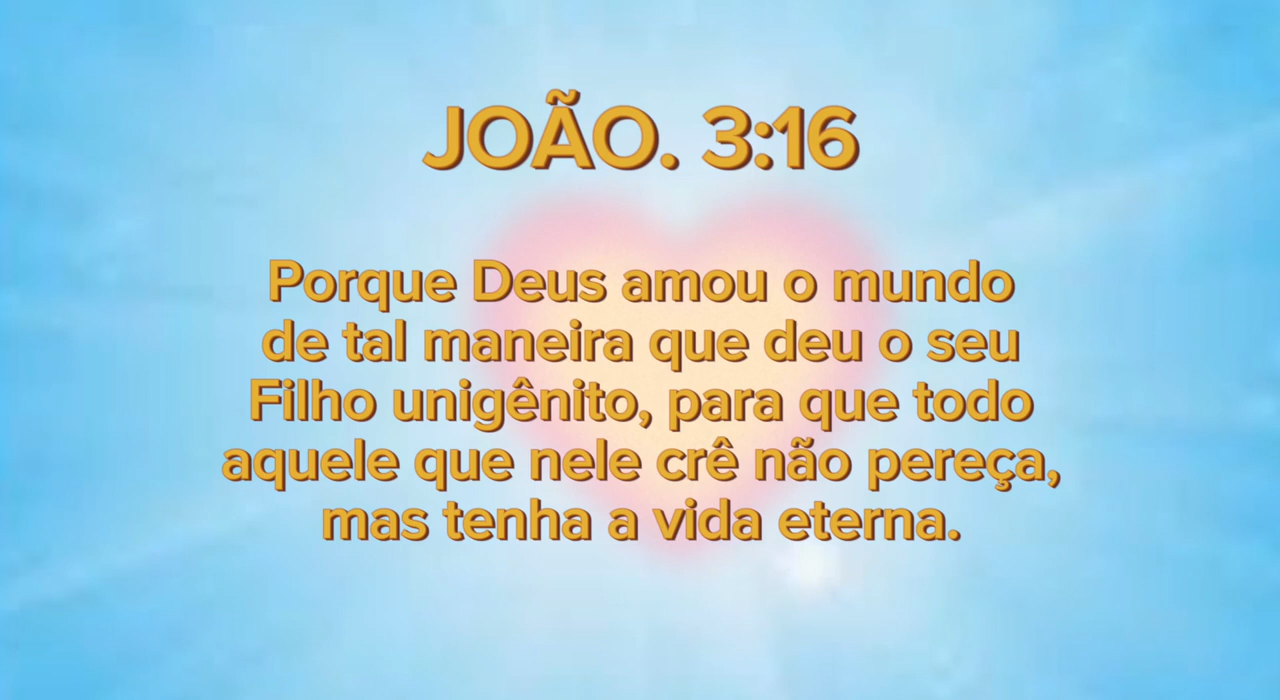 JOÃO. 3:16
Porque Deus amou o mundo
de tal maneira que deu o seu
Filho unigênito, para que todo
aquele que nele crê não pereça,
mas tenha a vida eterna.